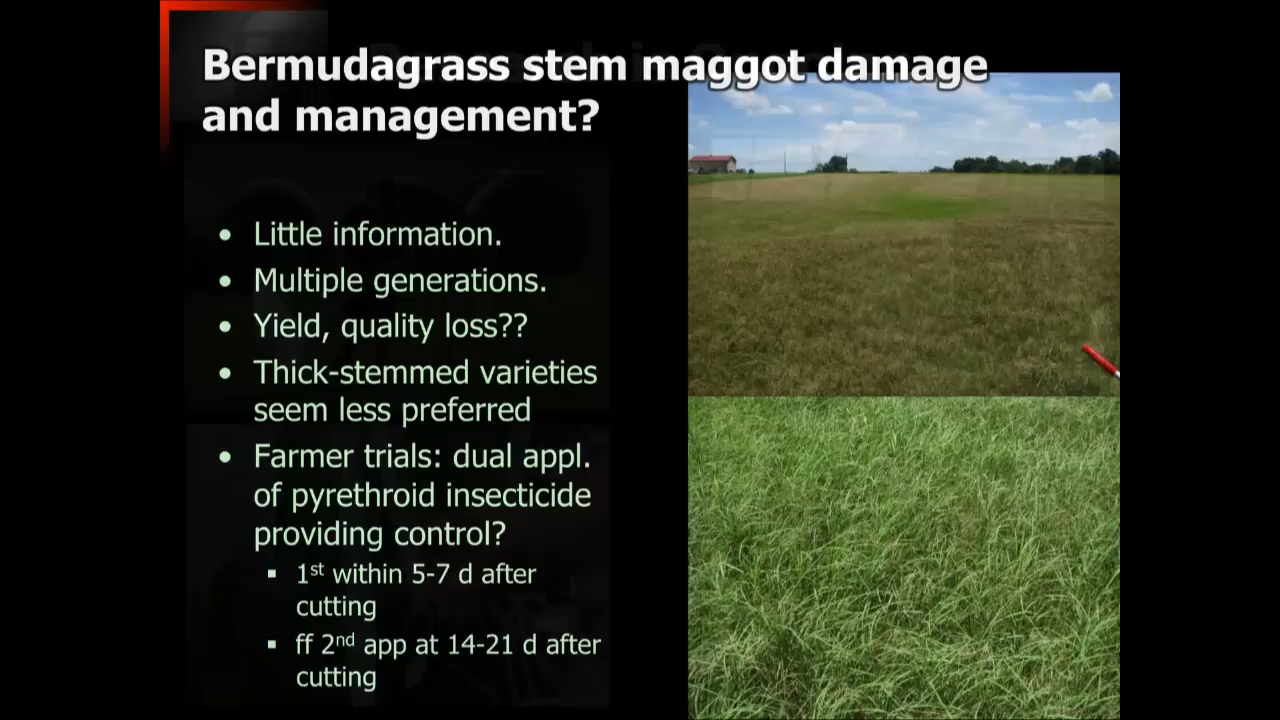 Bermudagrass stem maggot damage
and management?
• Little information.
• Multiple generations.
• Yield, quality loss??
• Thick-stemmed varieties
seem less preferred
• Farmer trials: dual appl.
of pyrethroid insecticide
providing control?
▪ 1st within 5-7 d after
cutting
▪ ff 2nd app at 14-21 d after
cutting